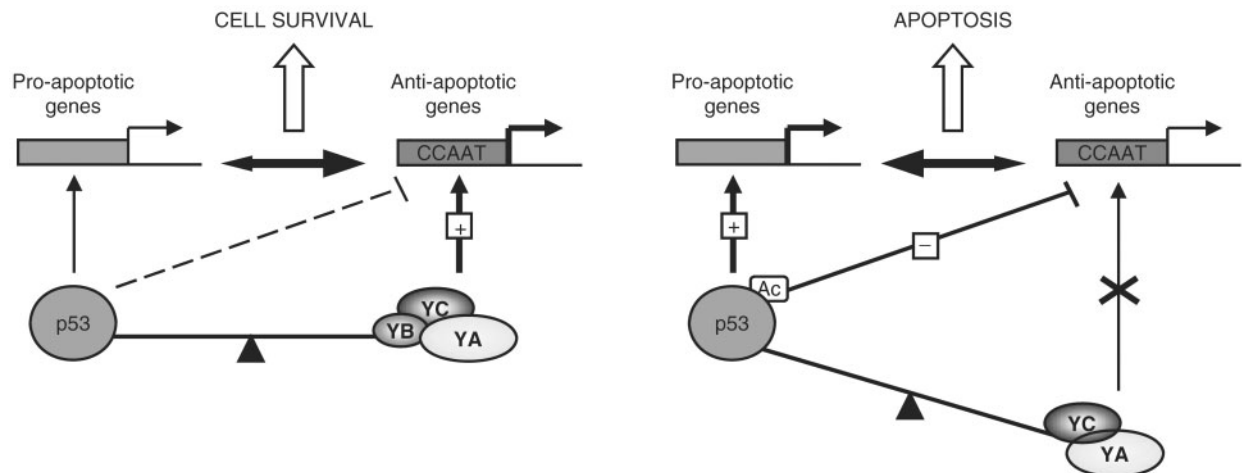 CELL SURVIVAL
Pro-apoptotic
genes
Anti-apoptotic
genes
CCAAT
+
p53
YC
YB
YA
APOPTOSIS
Pro-apoptotic
genes
Anti-apoptotic
genes
CCAAT
+
−
Ac
p53
YC
YA